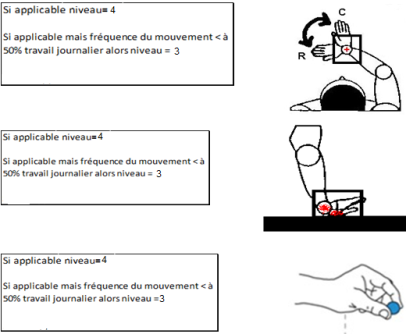 Si applicable niveau= 4
Si applicable mais fréquence du mouvement < à
50% travail journalier alors niveau = 3
C
R
Si applicable niveau=4
Si applicable mais fréquence du mouvement < à
50% travail journalier alors niveau = 3
Si applicable niveau=4
Si applicable mais fréquence du mouvement < à
50% travail journalier alors niveau =3